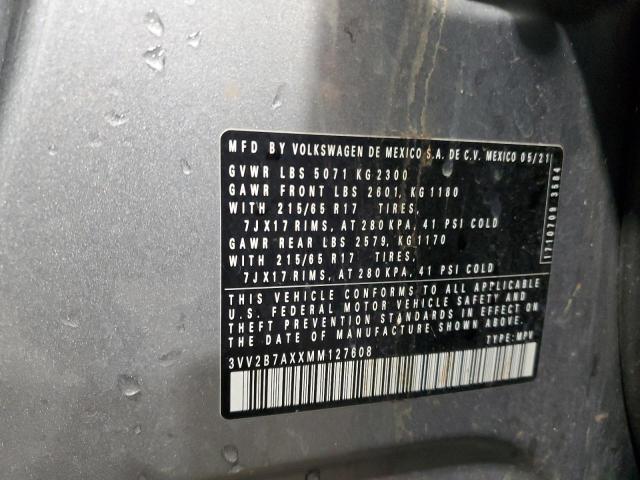 MFD BY VOLKSWAGEN DE MEXICO S.A. DE C.V. MEXICO 05/21
GVWR LBS 5071 KG 2300
GAWR FRONT LBS 2601, KG 1180
WITH 215/65 R17 TIRES,
7JX17 RIMS, AT 280 KPA, 41 PSI COLD
GAWR REAR LBS 2579, KG 1170
WITH 215/65 R17 TIRES,
7JX17 RIMS, AT 280 KPA, 41 PSI COLD
THIS VEHICLE CONFORMS TO ALL APPLICABLE
U.S. FEDERAL MOTOR VEHICLE SAFETY AND
THEFT PREVENTION STANDARDS IN EFFECT ON
THE DATE OF MANUFACTURE SHOWN ABOVE.
3VV2B7AXXMM127608
TYPE: MPV
1210709 3584